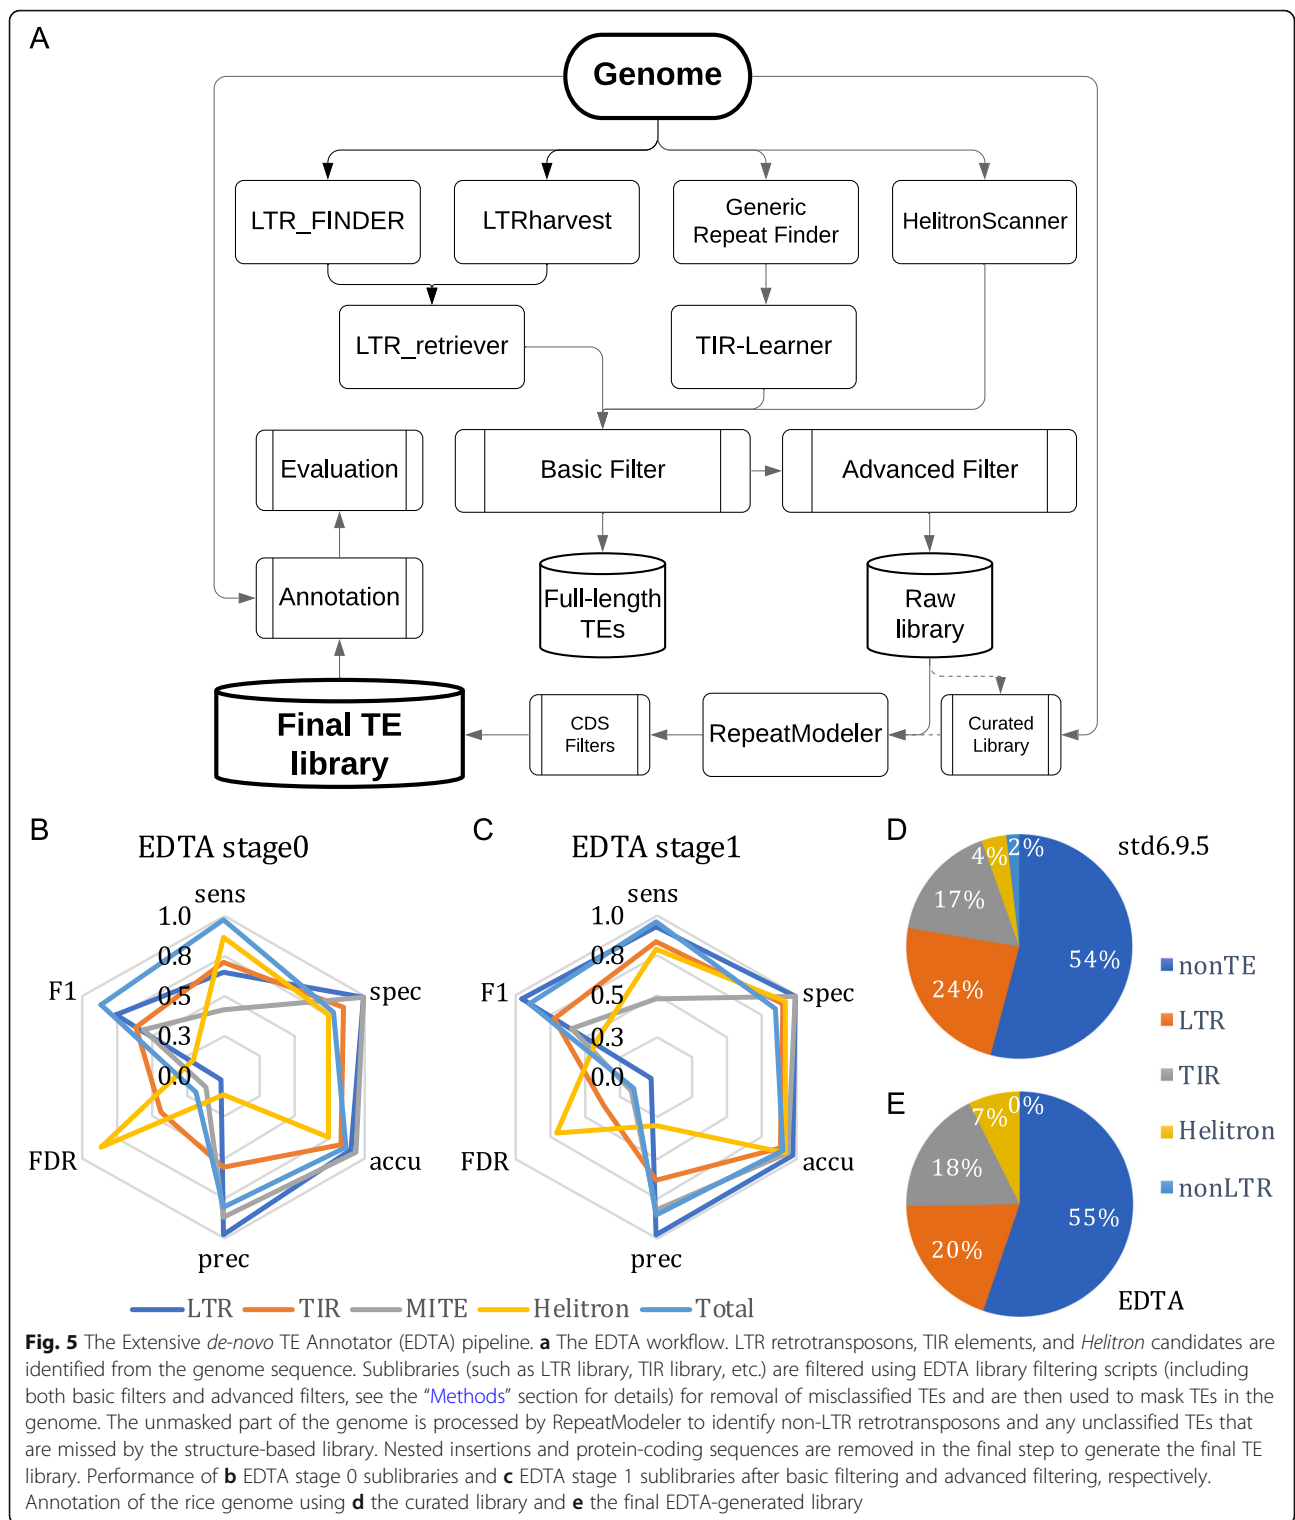 A
Genome
LTR_FINDER
LTRharvest
Generic
Repeat Finder
HelitronScanner
LTR_retriever
TIR-Learner
Evaluation
Basic Filter
Advanced Filter
Annotation
Full-length
TEs
Raw
library
Final TE
library
CDS
Filters
RepeatModeler
Curated
Library
B
EDTA stage0
sens
1.0
0.8
0.5
0.3
0.0
F1
spec
FDR
accu
prec
C
EDTA stage1
sens
1.0
0.8
0.5
0.3
0.0
F1
spec
FDR
accu
prec
LTR
TIR
MITE
Helitron
Total
D
std6.9.5
2%
4%
17%
54%
24%
nonTE
LTR
TIR
Helitron
nonLTR
E
0%
7%
18%
55%
20%
EDTA
Fig. 5 The Extensive de-novo TE Annotator (EDTA) pipeline. a The EDTA workflow. LTR retrotransposons, TIR elements, and Helitron candidates are
identified from the genome sequence. Sublibraries (such as LTR library, TIR library, etc.) are filtered using EDTA library filtering scripts (including
both basic filters and advanced filters, see the “Methods” section for details) for removal of misclassified TEs and are then used to mask TEs in the
genome. The unmasked part of the genome is processed by RepeatModeler to identify non-LTR retrotransposons and any unclassified TEs that
are missed by the structure-based library. Nested insertions and protein-coding sequences are removed in the final step to generate the final TE
library. Performance of b EDTA stage 0 sublibraries and c EDTA stage 1 sublibraries after basic filtering and advanced filtering, respectively.
Annotation of the rice genome using d the curated library and e the final EDTA-generated library